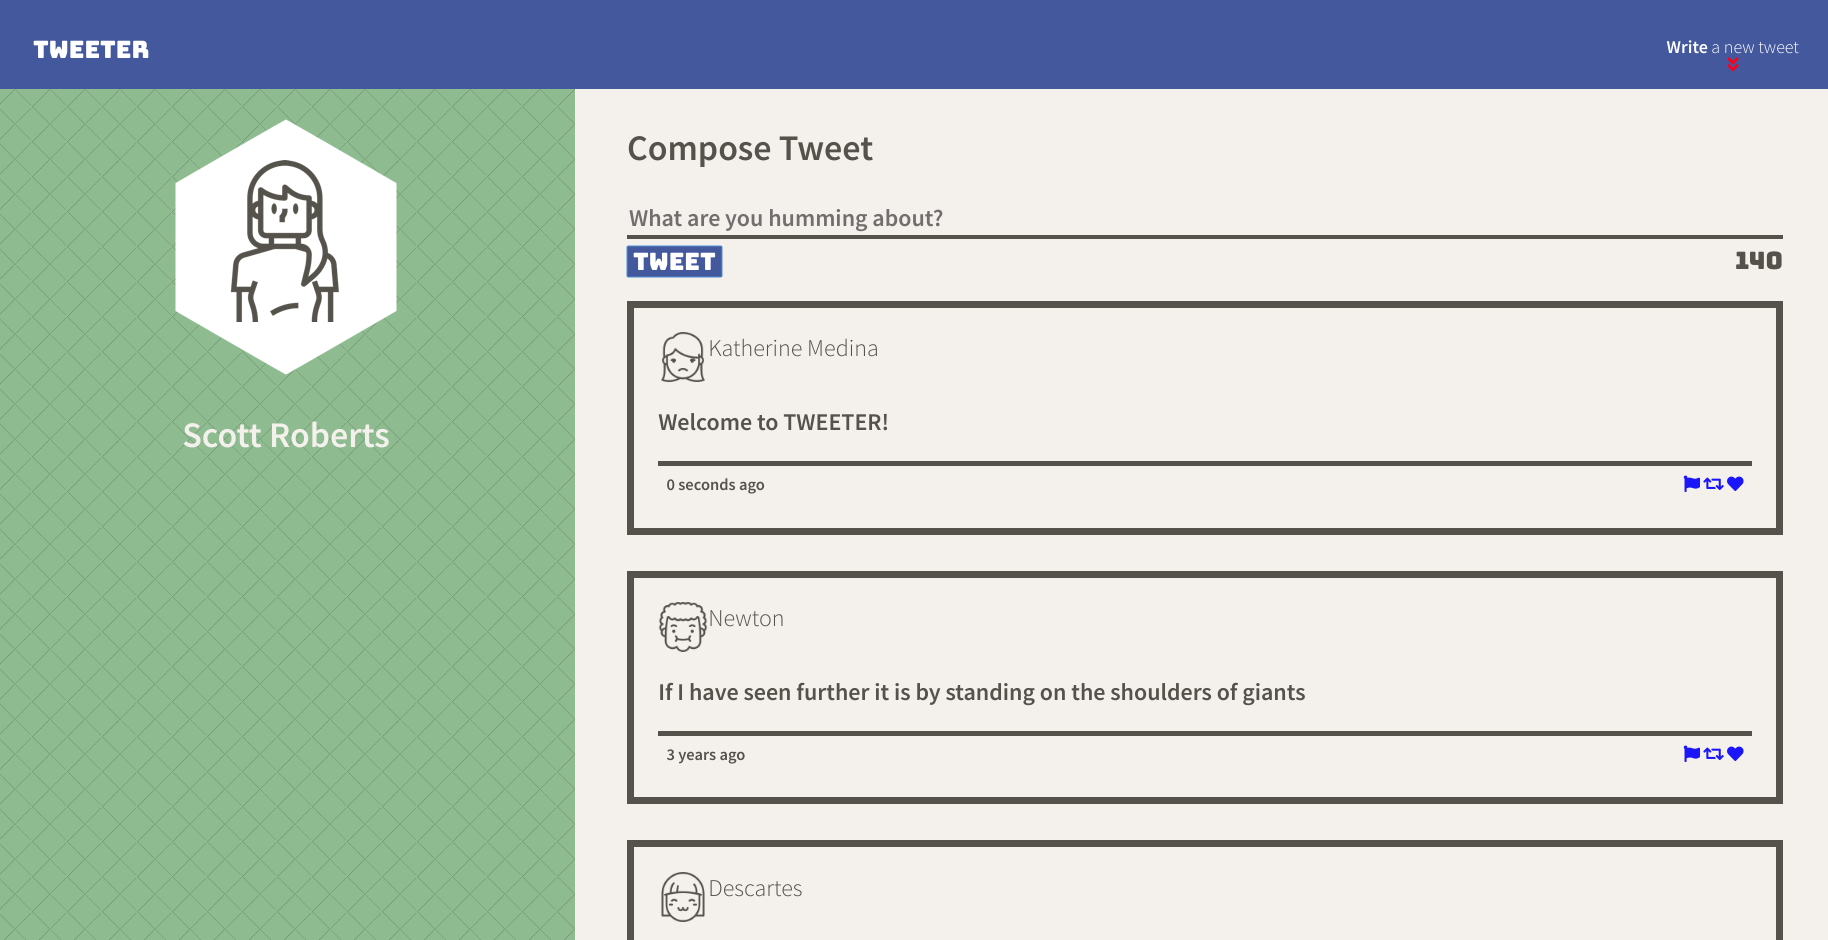 TWEETER
Write a new tweet
Scott Roberts
Compose Tweet
What are you humming about?
TWEET
140
Katherine Medina
Welcome to TWEETER!
0 seconds ago
Newton
If I have seen further it is by standing on the shoulders of giants
3 years ago
Descartes